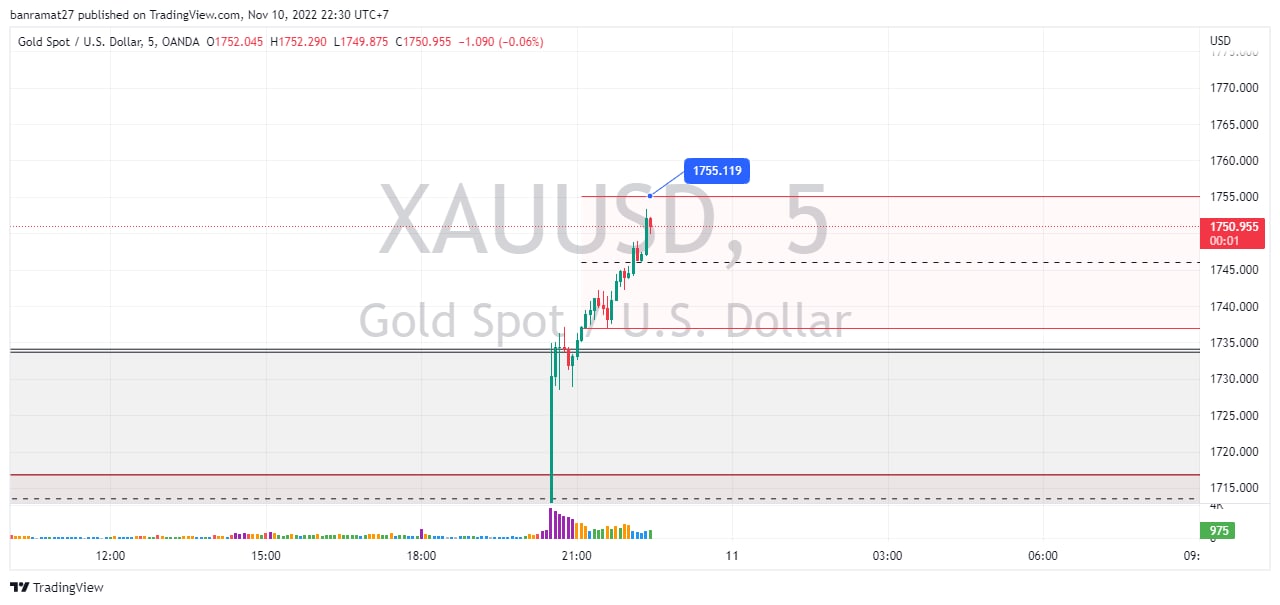 banramat27 published on TradingView.com, Nov 10, 2022 22:30 UTC+7
Gold Spot / U.S. Dollar, 5, OANDA O1752.045 H1752.290 L1749.875 C1750.955 −1.090 (−0.06%)
USD
1775.000
1770.000
1765.000
1760.000
1755.119
1755.000
XAUUSD, 5
1750.955
00:01
1745.000
1740.000
Gold Spot / U.S. Dollar
1735.000
1730.000
1725.000
1720.000
1715.000
4K
975
0
12:00 15:00 18:00 21:00 11 03:00 06:00 09:
TradingView